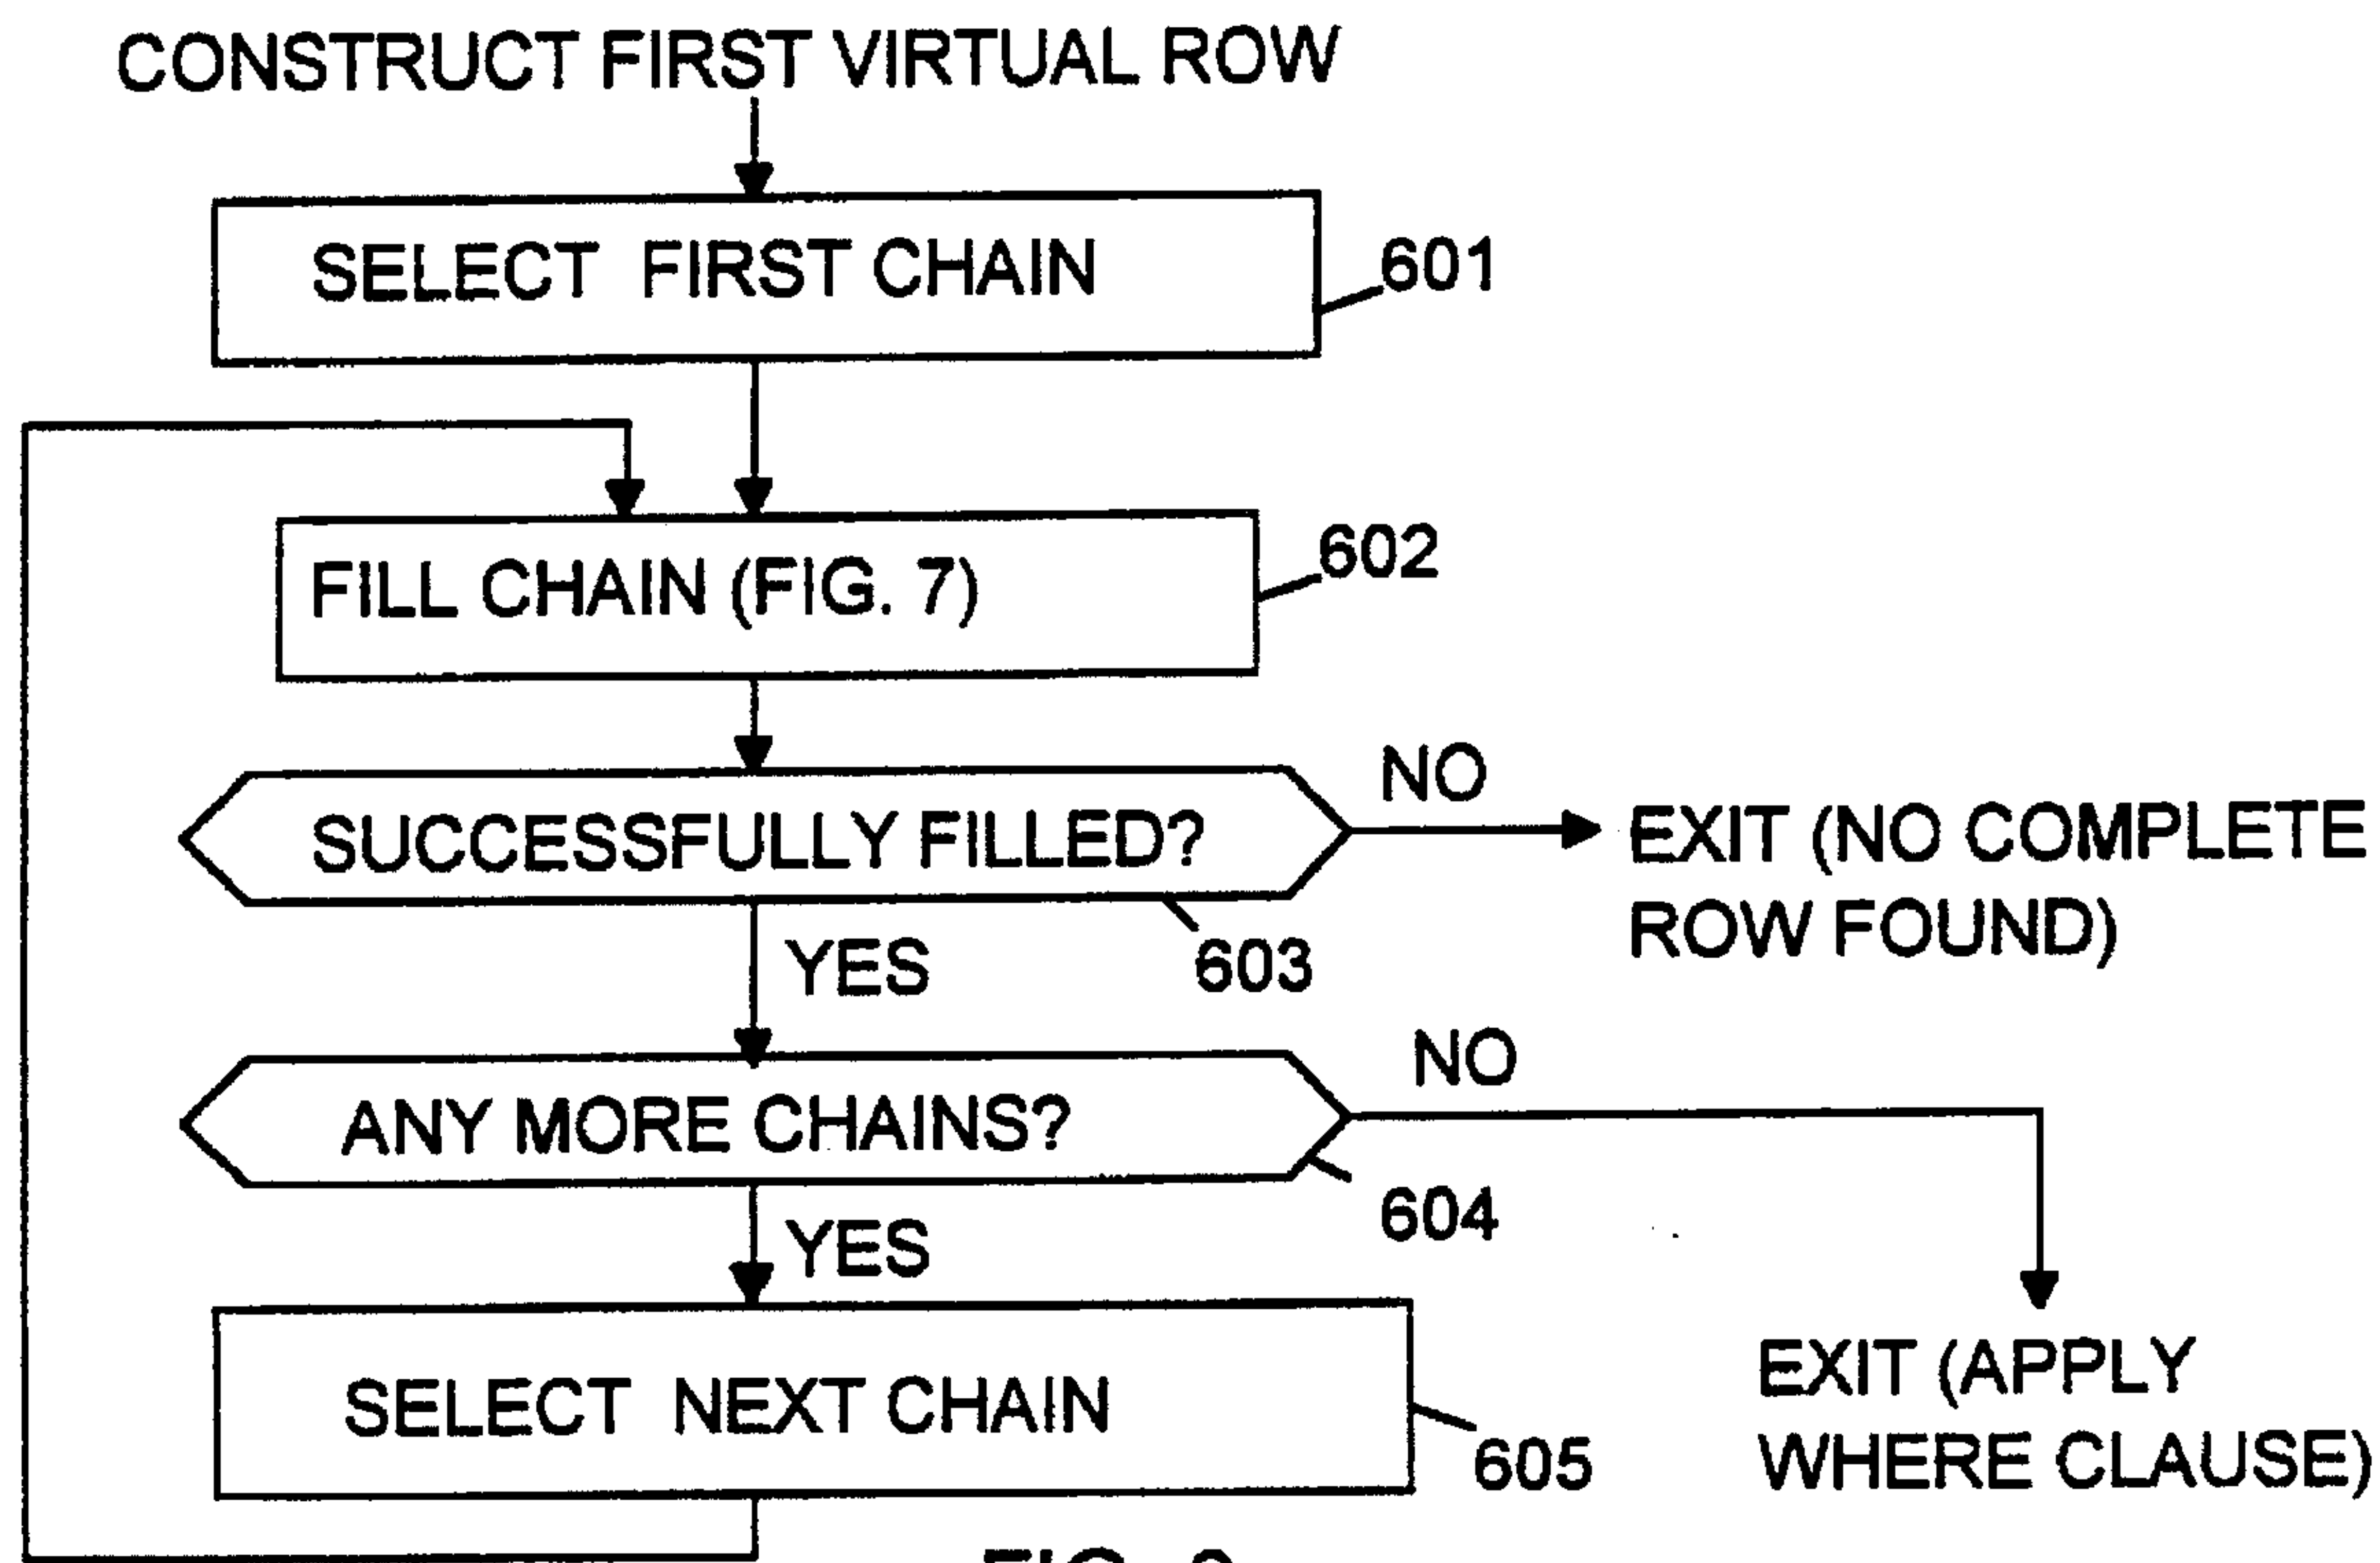 CONSTRUCT FIRST VIRTUAL ROW
SELECT FIRST CHAIN
601
FILL CHAIN (FIG. 7)
602
SUCCESSFULLY FILLED?
NO
EXIT (NO COMPLETE
ROW FOUND)
YES
603
ANY MORE CHAINS?
NO
604
YES
SELECT NEXT CHAIN
605
EXIT (APPLY
WHERE CLAUSE)